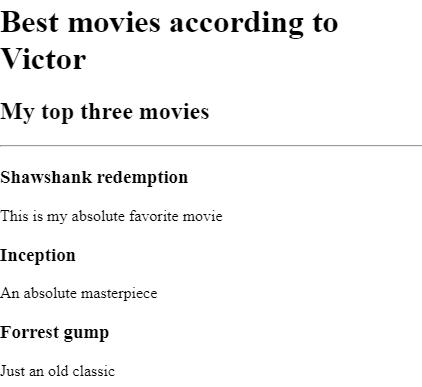 Best movies according to
Victor
My top three movies
Shawshank redemption
This is my absolute favorite movie
Inception
An absolute masterpiece
Forrest gump
Just an old classic